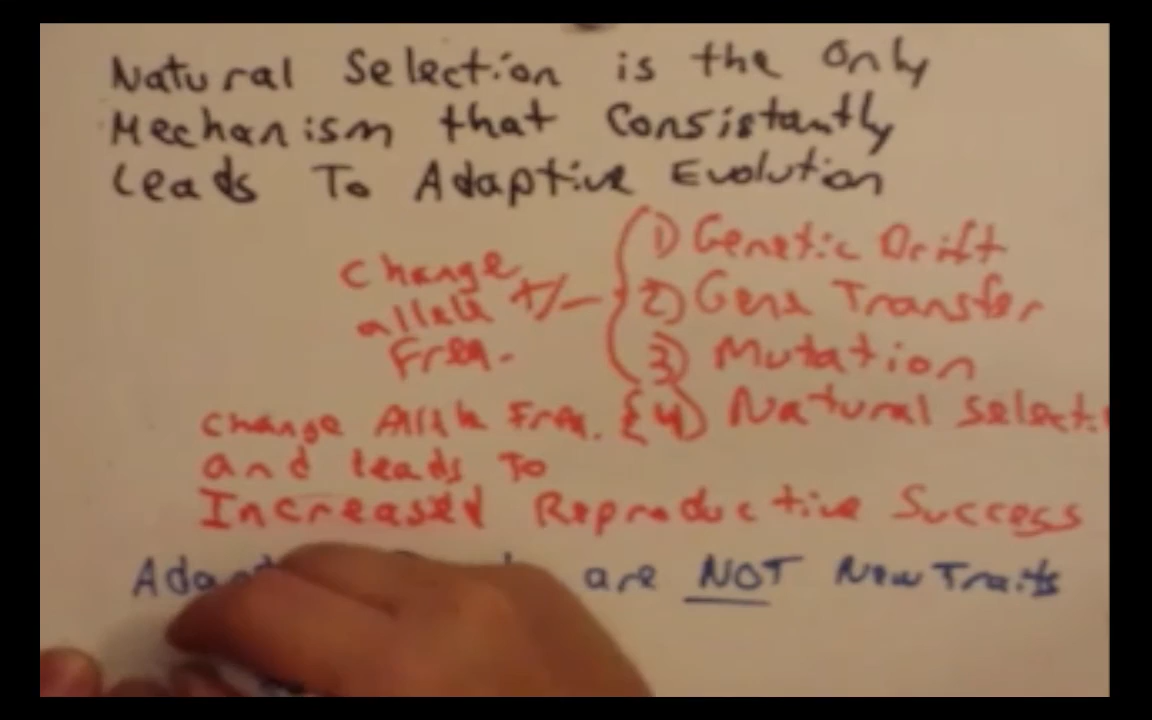 Natural Selection is the Only
Mechanism that Consistantly
Leads To Adaptive Evolution
Change
allele +/-
Freq.
1) Genetic Drift
2) Gene Transfer
3) Mutation
Change Allele Freq. {4) Natural Select
and leads To
Increased Reproductive Success
are NOT New Traits